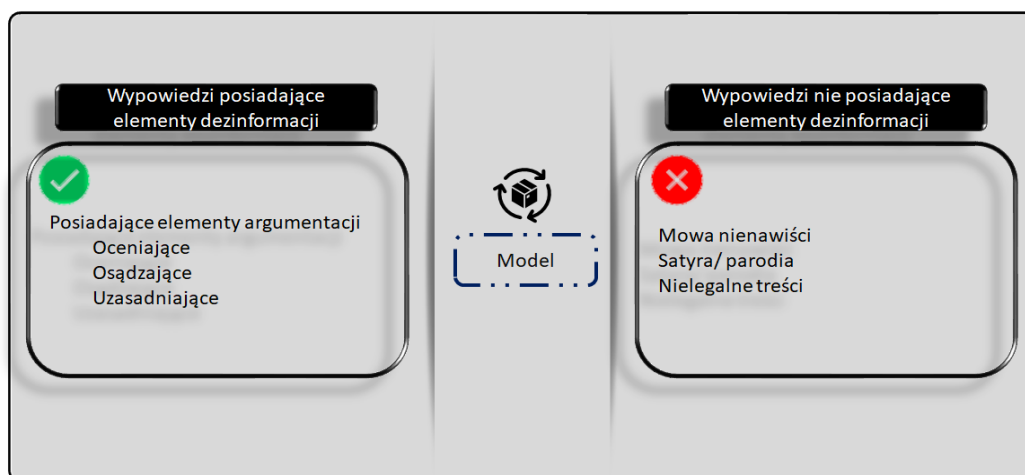 Wypowiedzi posiadające
elementy dezinformacji
Posiadające elementy argumentacji
Oceniające
Osądzające
Uzasadniające
Model
Wypowiedzi nie posiadające
elementy dezinformacji
Mowa nienawiści
Satyra/ parodia
Nielegalne treści